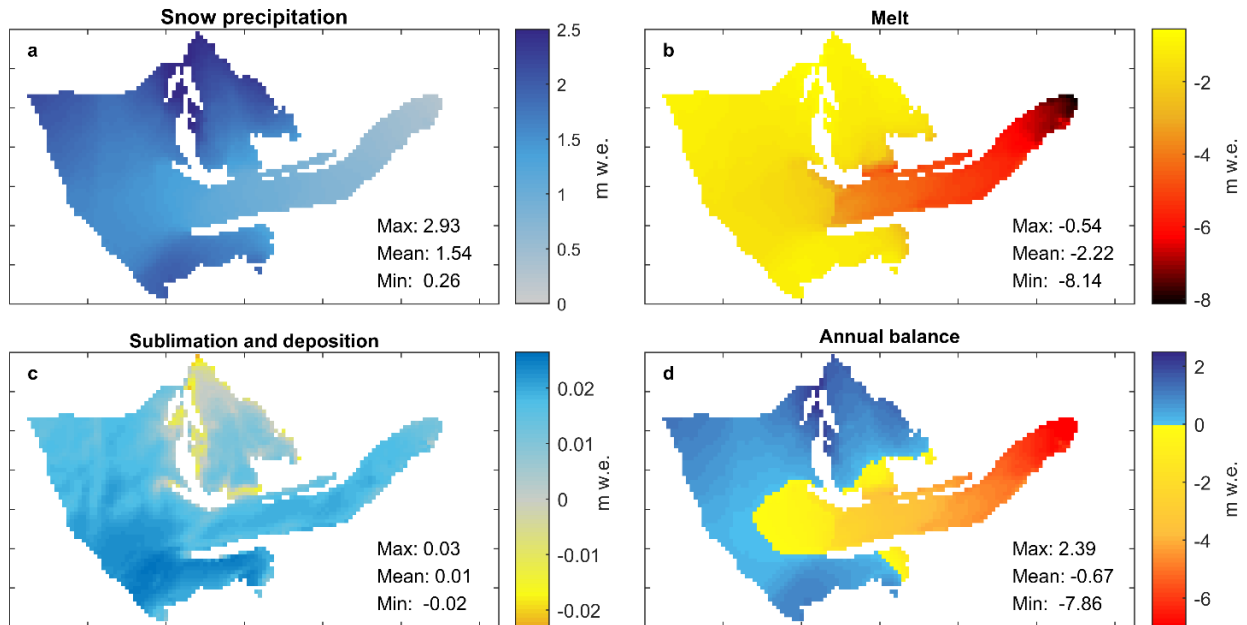 Snow precipitation
a
Max: 2.93
Mean: 1.54
Min: 0.26
2.5
2
1.5
1
0.5
0
m w.e.
Melt
b
Max: -0.54
Mean: -2.22
Min: -8.14
-2
-4
-6
-8
m w.e.
Sublimation and deposition
c
Max: 0.03
Mean: 0.01
Min: -0.02
0.02
0.01
0
-0.01
-0.02
m w.e.
Annual balance
d
Max: 2.39
Mean: -0.67
Min: -7.86
2
0
-2
-4
-6
m w.e.